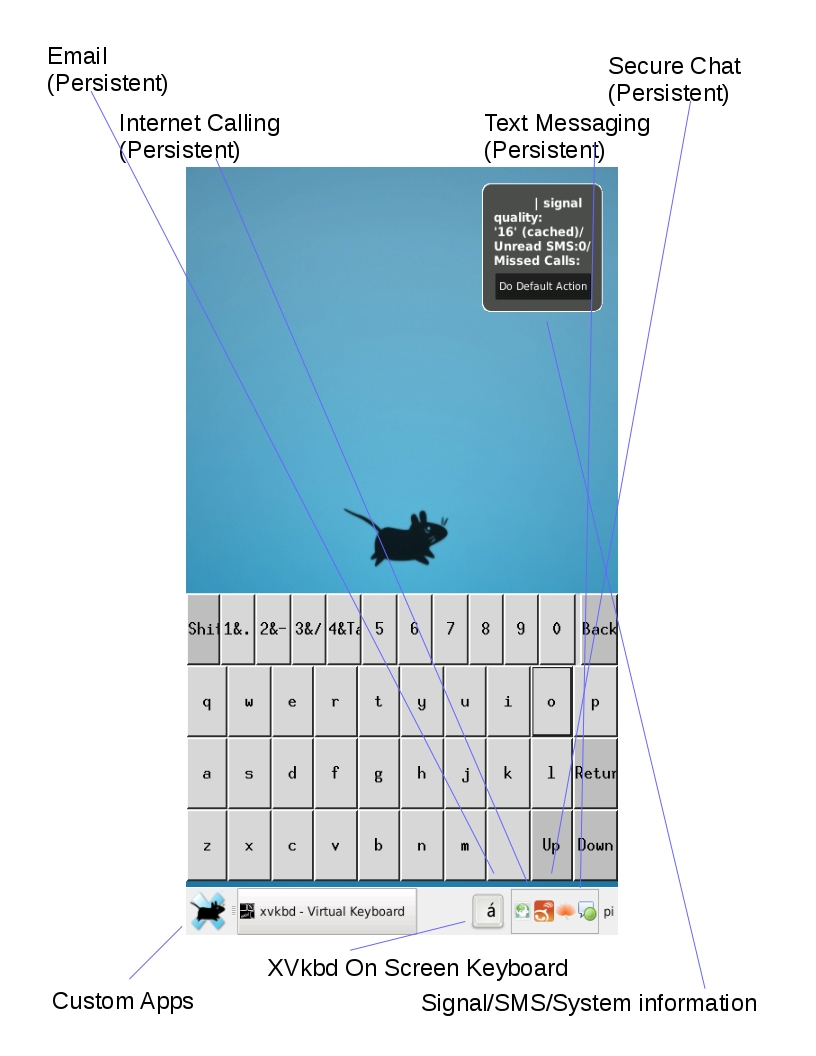 Email
(Persistent)
Secure Chat
(Persistent)
Internet Calling
(Persistent)
Text Messaging
(Persistent)
| signal
quality:
'16' (cached)/
Unread SMS:0/
Missed Calls:
Do Default Action
Shif 1&. 2&- 3&/ 4&Ta 5 6 7 8 9 0 Back
q w e r t y u i o p
a s d f g h j k l Retur
z x c v b n m Up Down
xvkbd - Virtual Keyboard á pi
XVkbd On Screen Keyboard
Custom Apps
Signal/SMS/System information